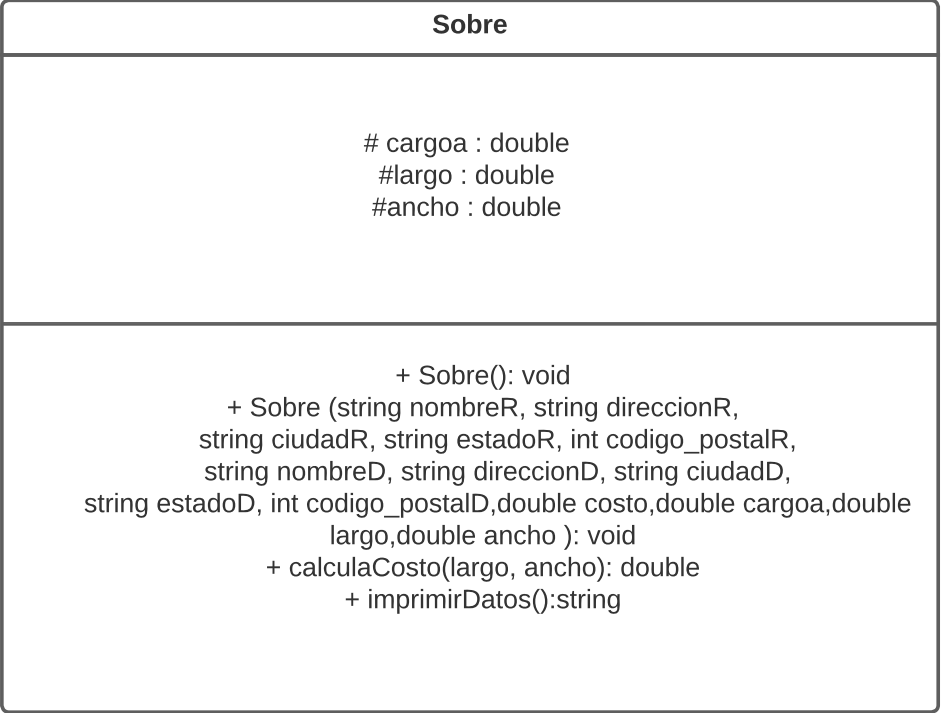 Sobre
# cargoa : double
#largo : double
#ancho : double
+ Sobre(): void
+ Sobre (string nombreR, string direccionR,
string ciudadR, string estadoR, int codigo_postalR,
string nombreD, string direccionD, string ciudadD,
string estadoD, int codigo_postalD,double costo,double cargoa,double
largo,double ancho ): void
+ calculaCosto(largo, ancho): double
+ imprimirDatos():string